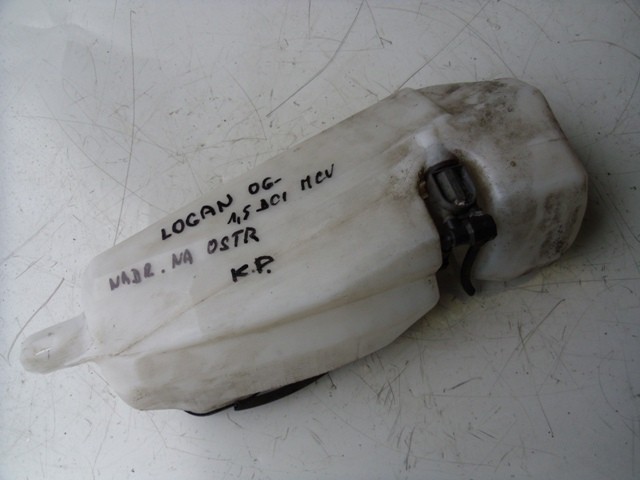 LOGAN 06-
1,5 DCI MCV
NADR. NA OSTR
K.P.